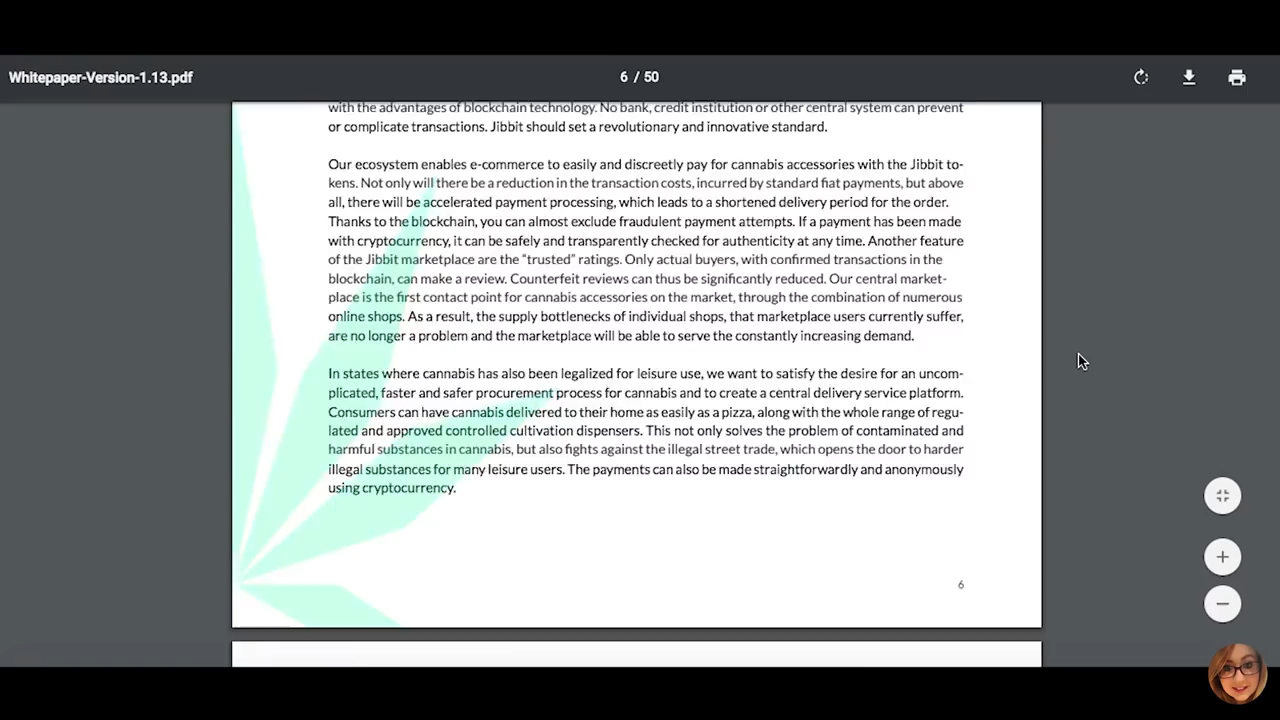 Whitepaper-Version-1.13.pdf
6 / 50
with the advantages of blockchain technology. No bank, credit institution or other central system can prevent
or complicate transactions. Jibbit should set a revolutionary and innovative standard.
Our ecosystem enables e-commerce to easily and discreetly pay for cannabis accessories with the Jibbit to-
kens. Not only will there be a reduction in the transaction costs, incurred by standard fiat payments, but above
all, there will be accelerated payment processing, which leads to a shortened delivery period for the order.
Thanks to the blockchain, you can almost exclude fraudulent payment attempts. If a payment has been made
with cryptocurrency, it can be safely and transparently checked for authenticity at any time. Another feature
of the Jibbit marketplace are the “trusted” ratings. Only actual buyers, with confirmed transactions in the
blockchain, can make a review. Counterfeit reviews can thus be significantly reduced. Our central market-
place is the first contact point for cannabis accessories on the market, through the combination of numerous
online shops. As a result, the supply bottlenecks of individual shops, that marketplace users currently suffer,
are no longer a problem and the marketplace will be able to serve the constantly increasing demand.
In states where cannabis has also been legalized for leisure use, we want to satisfy the desire for an uncom-
plicated, faster and safer procurement process for cannabis and to create a central delivery service platform.
Consumers can have cannabis delivered to their home as easily as a pizza, along with the whole range of regu-
lated and approved controlled cultivation dispensers. This not only solves the problem of contaminated and
harmful substances in cannabis, but also fights against the illegal street trade, which opens the door to harder
illegal substances for many leisure users. The payments can also be made straightforwardly and anonymously
using cryptocurrency.
6